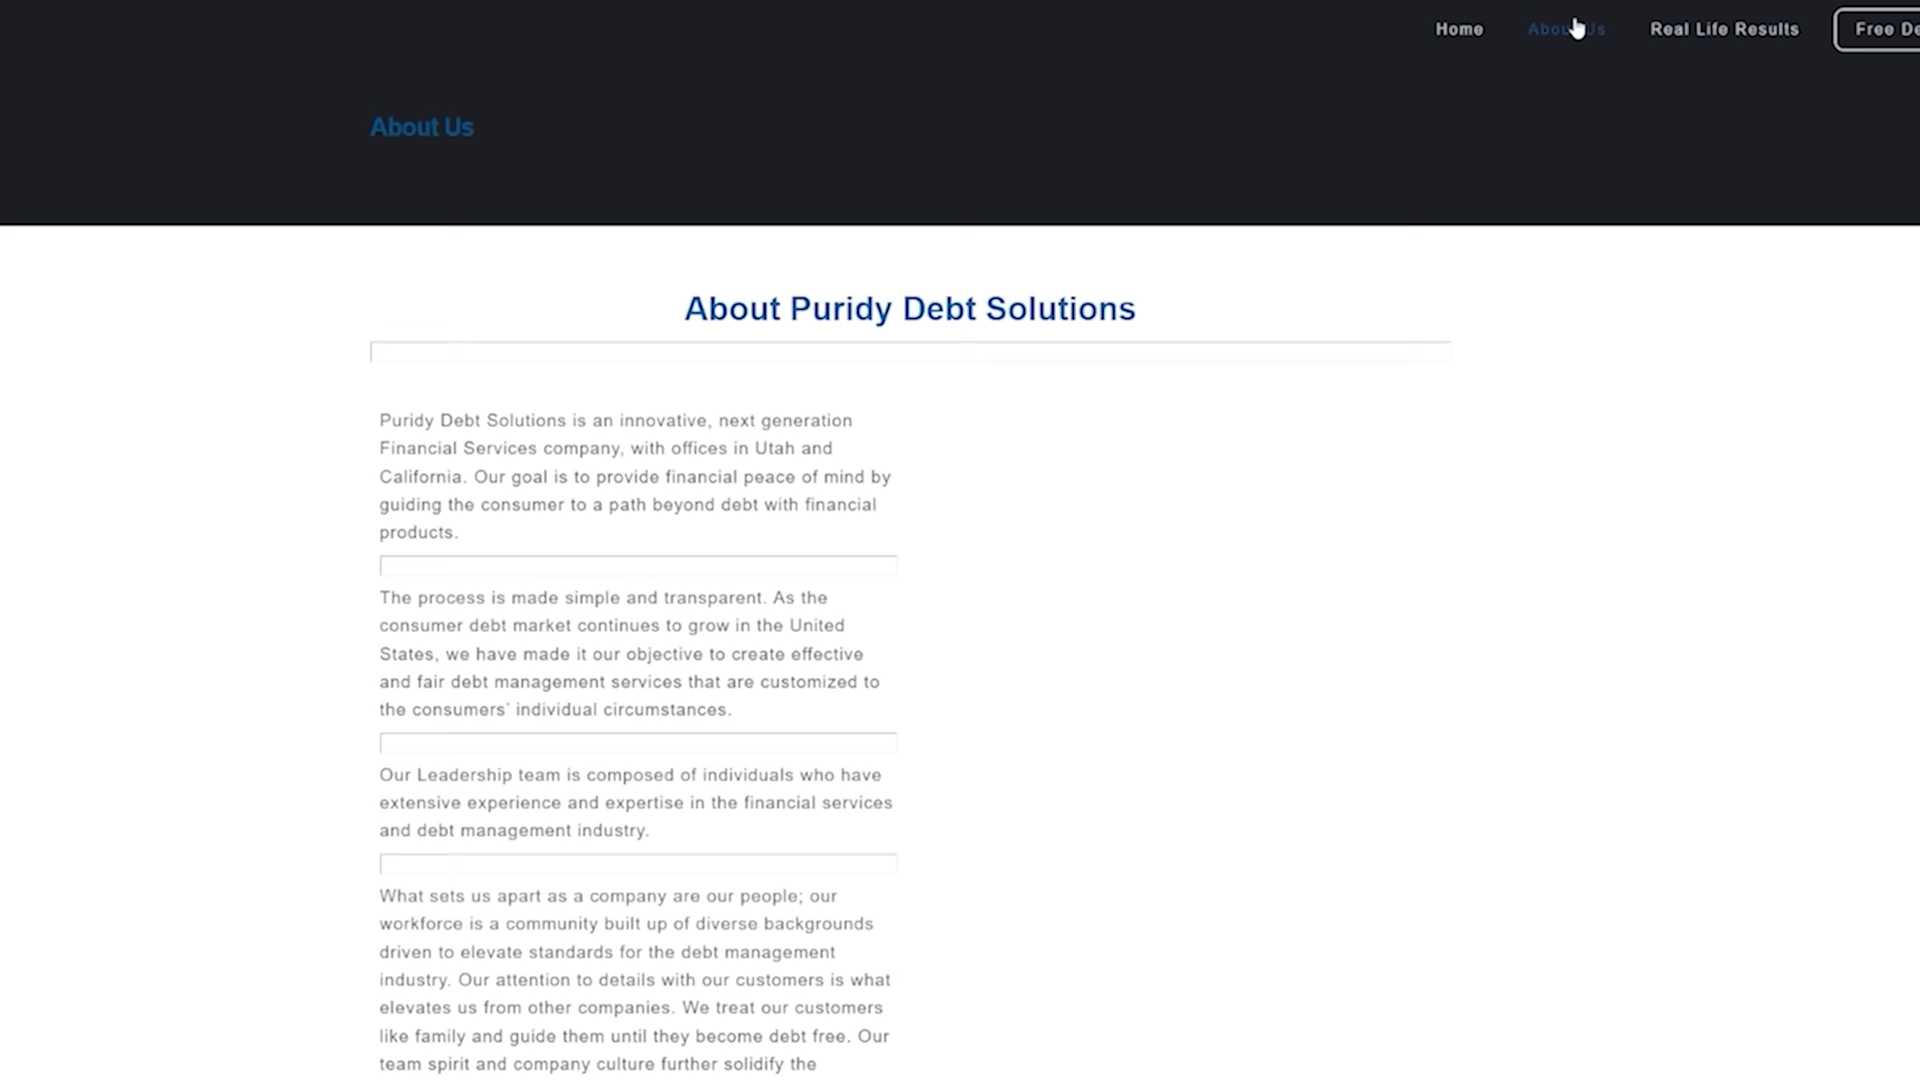 Home About Us Real Life Results Free De
About Us
About Puridy Debt Solutions
Puridy Debt Solutions is an innovative, next generation
Financial Services company, with offices in Utah and
California. Our goal is to provide financial peace of mind by
guiding the consumer to a path beyond debt with financial
products.
The process is made simple and transparent. As the
consumer debt market continues to grow in the United
States, we have made it our objective to create effective
and fair debt management services that are customized to
the consumers’ individual circumstances.
Our Leadership team is composed of individuals who have
extensive experience and expertise in the financial services
and debt management industry.
What sets us apart as a company are our people; our
workforce is a community built up of diverse backgrounds
driven to elevate standards for the debt management
industry. Our attention to details with our customers is what
elevates us from other companies. We treat our customers
like family and guide them until they become debt free. Our
team spirit and company culture further solidify the